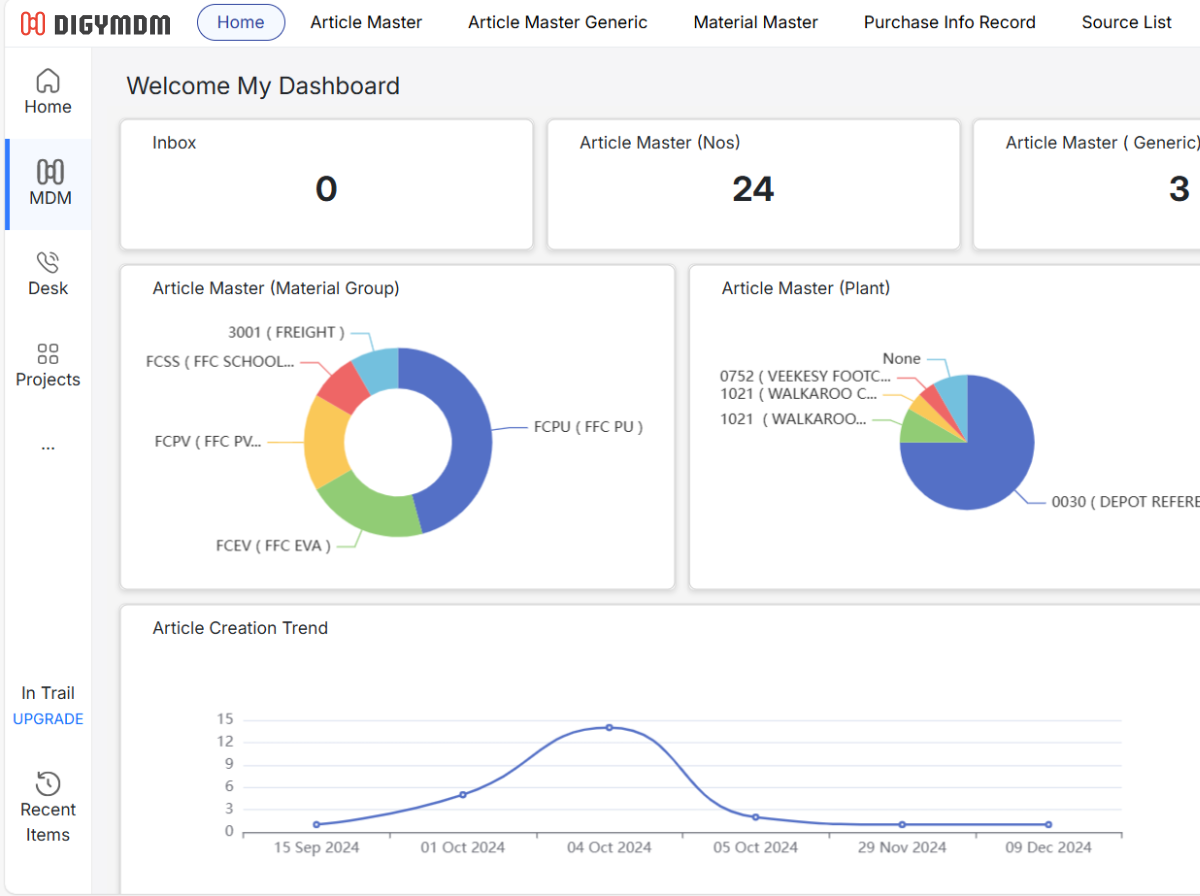 DIGYMDM
Home
Article Master
Article Master Generic
Material Master
Purchase Info Record
Source List
Home
MDM
Desk
Projects
...
In Trail
UPGRADE
Recent
Items
Welcome My Dashboard
Inbox
0
Article Master (Nos)
24
Article Master ( Generic)
3
Article Master (Material Group)
3001 ( FREIGHT )
FCSS ( FFC SCHOOL...
FCPU ( FFC PU )
FCPV ( FFC PV...
FCEV ( FFC EVA )
Article Master (Plant)
None
0752 ( VEEKESY FOOTC...
1021 ( WALKAROO C...
1021 ( WALKAROO...
0030 ( DEPOT REFERE
Article Creation Trend
15
12
9
6
3
0
15 Sep 2024
01 Oct 2024
04 Oct 2024
05 Oct 2024
29 Nov 2024
09 Dec 2024